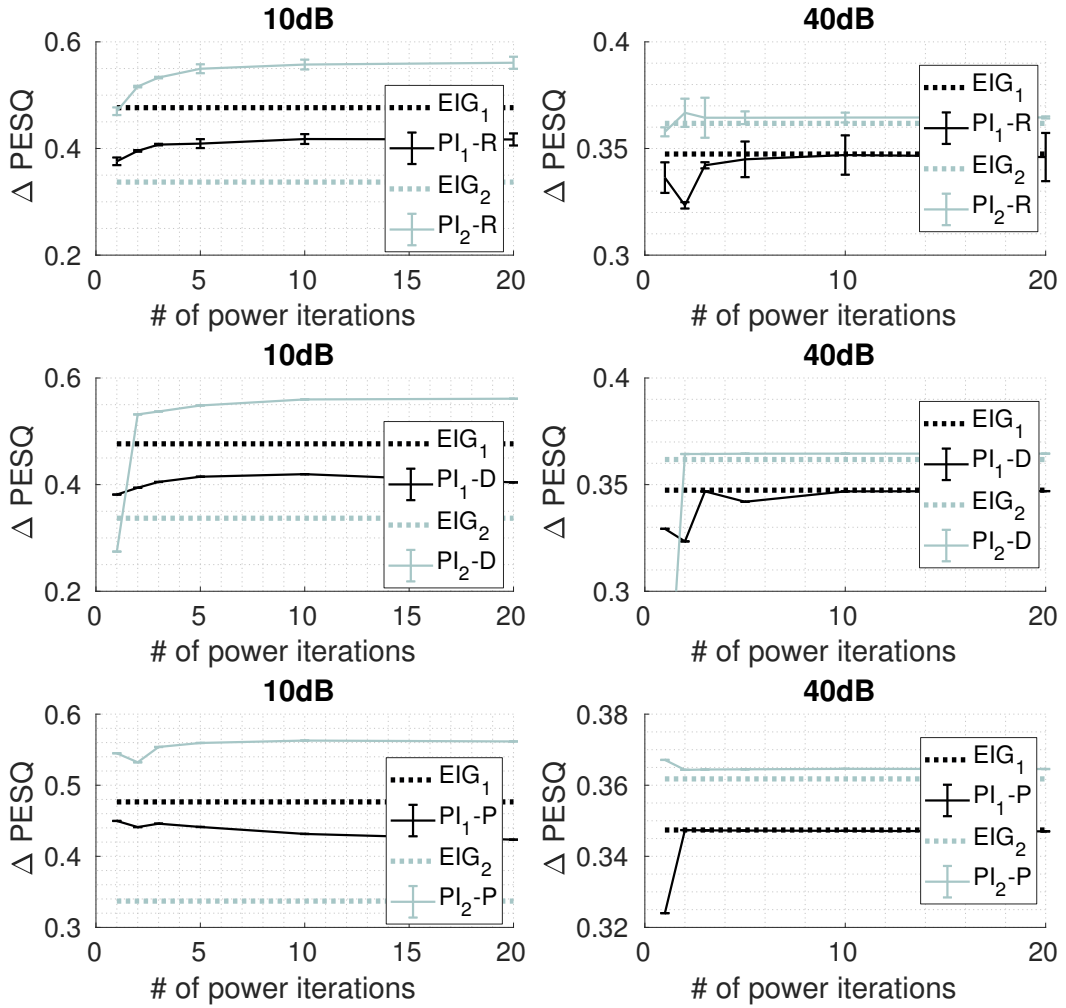 10dB
0.6
0.4
0.2
Δ PESQ
0 5 10 15 20
# of power iterations
EIG₁
PI₁-R
EIG₂
PI₂-R
40dB
0.4
0.35
0.3
Δ PESQ
0 10 20
# of power iterations
EIG₁
PI₁-R
EIG₂
PI₂-R
10dB
0.6
0.4
0.2
Δ PESQ
0 5 10 15 20
# of power iterations
EIG₁
PI₁-D
EIG₂
PI₂-D
40dB
0.4
0.35
0.3
Δ PESQ
0 10 20
# of power iterations
EIG₁
PI₁-D
EIG₂
PI₂-D
10dB
0.6
0.5
0.4
0.3
Δ PESQ
0 5 10 15 20
# of power iterations
EIG₁
PI₁-P
EIG₂
PI₂-P
40dB
0.38
0.36
0.34
0.32
Δ PESQ
0 10 20
# of power iterations
EIG₁
PI₁-P
EIG₂
PI₂-P